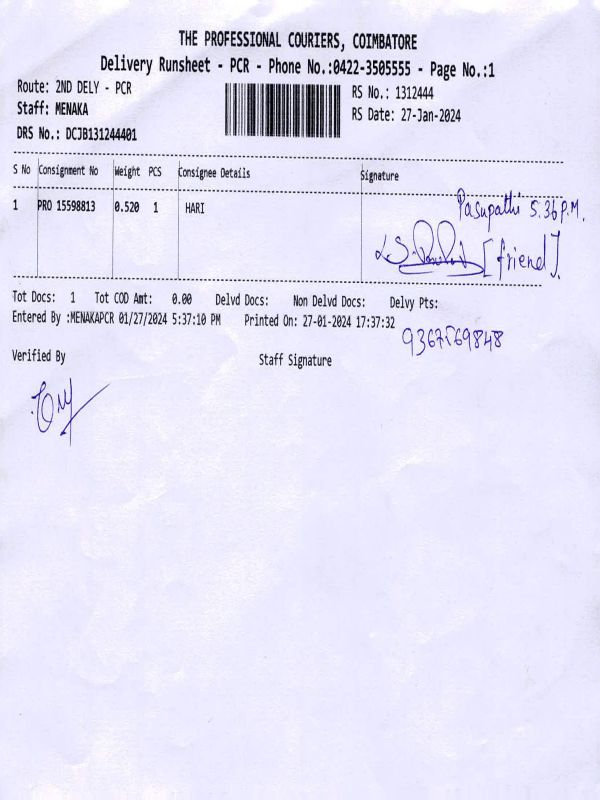 THE PROFESSIONAL COURIERS, COIMBATORE
Delivery Runsheet - PCR - Phone No.:0422-3505555 - Page No.:1
Route: 2ND DELY - PCR RS No.: 1312444
Staff: MENAKA RS Date: 27-Jan-2024
DRS No.: DCJB131244401
S No Consignment No Weight PCS Consignee Details Signature
1 PRO 15598813 0.520 1 HARI Pasupathi 5.36 P.M.
[friend].
Tot Docs: 1 Tot COD Amt: 0.00 Delvd Docs: Non Delvd Docs: Delvy Pts:
Entered By :MENAKAPCR 01/27/2024 5:37:10 PM Printed On: 27-01-2024 17:37:32
9367569848
Verified By Staff Signature